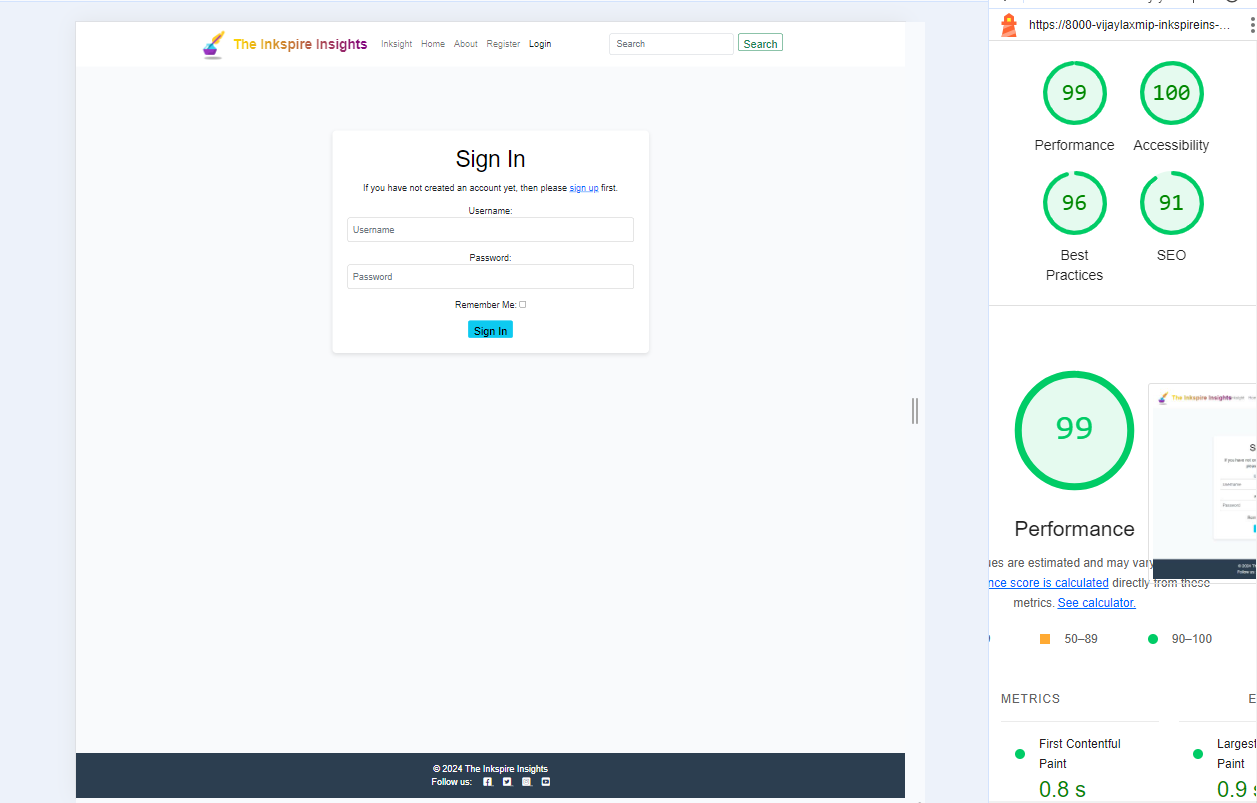 The Inkspire Insights Inksight Home About Register Login Search Search
Sign In
If you have not created an account yet, then please sign up first.
Username:
Username
Password:
Password
Remember Me:
Sign In
© 2024 The Inkspire Insights
Follow us:
https://8000-vijaylaxmip-inkspireins-...
99 100
Performance Accessibility
96 91
Best Practices
SEO
99
The Inkspire Insights
Performance
ues are estimated and may vary
nce score is calculated directly from these
metrics. See calculator.
50–89 90–100
METRICS
First Contentful Paint
0.8 s
Largest
Paint
0.9 s